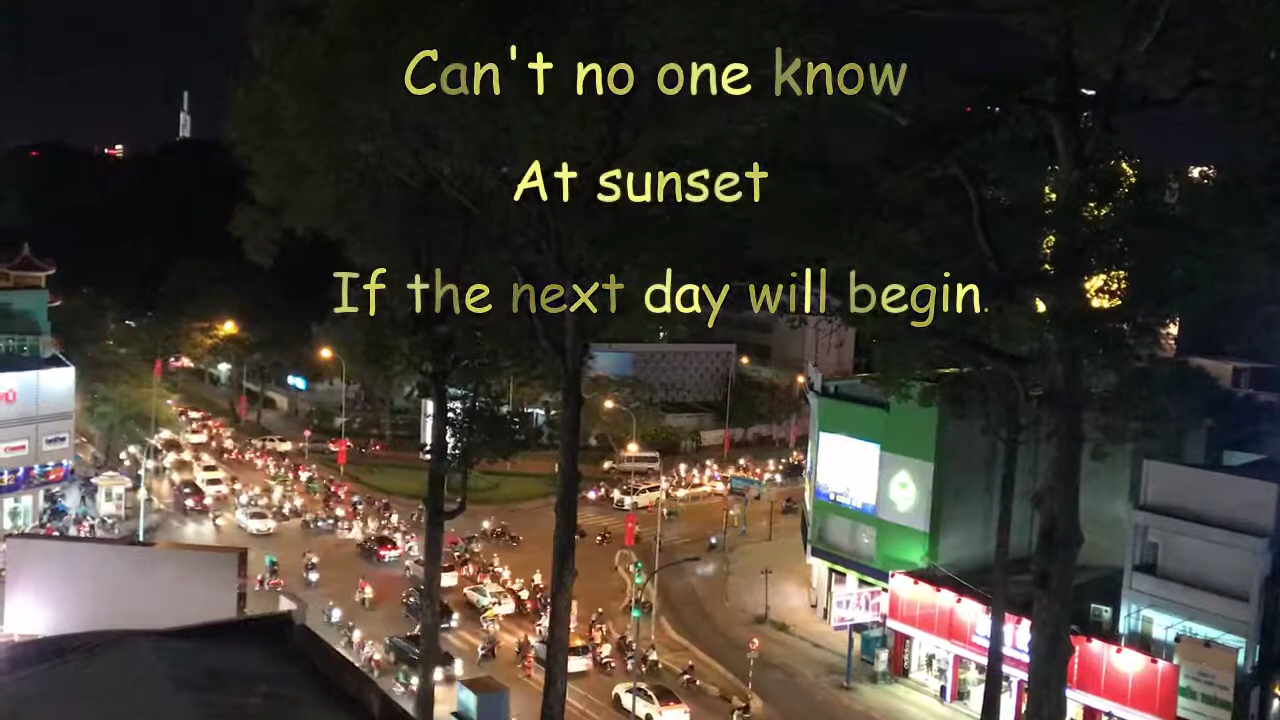 Can't no one know
At sunset
If the next day will begin.